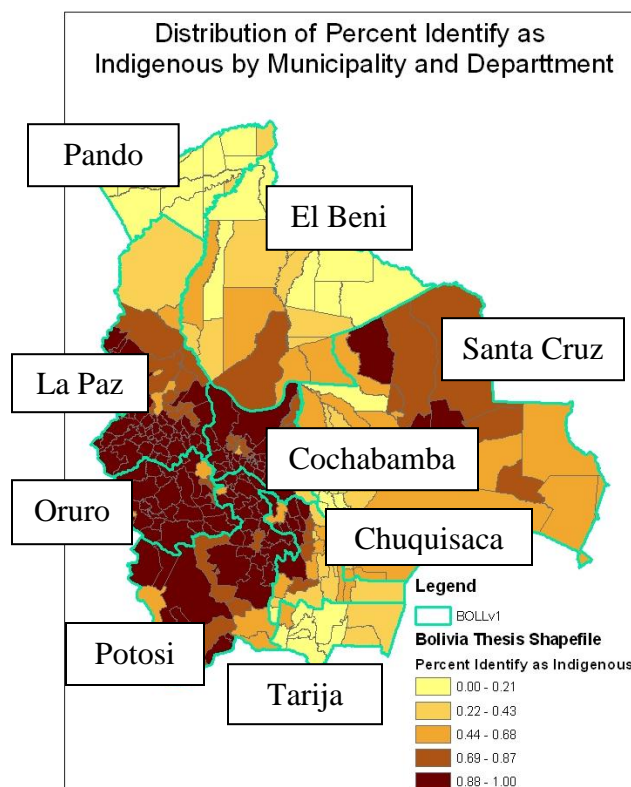 Distribution of Percent Identify as
Indigenous by Municipality and Departtment
Pando
El Beni
Santa Cruz
La Paz
Cochabamba
Oruro
Chuquisaca
Potosi
Tarija
Legend
BOLLv1
Bolivia Thesis Shapefile
Percent Identify as Indigenous
0.00 - 0.21
0.22 - 0.43
0.44 - 0.68
0.69 - 0.87
0.88 - 1.00